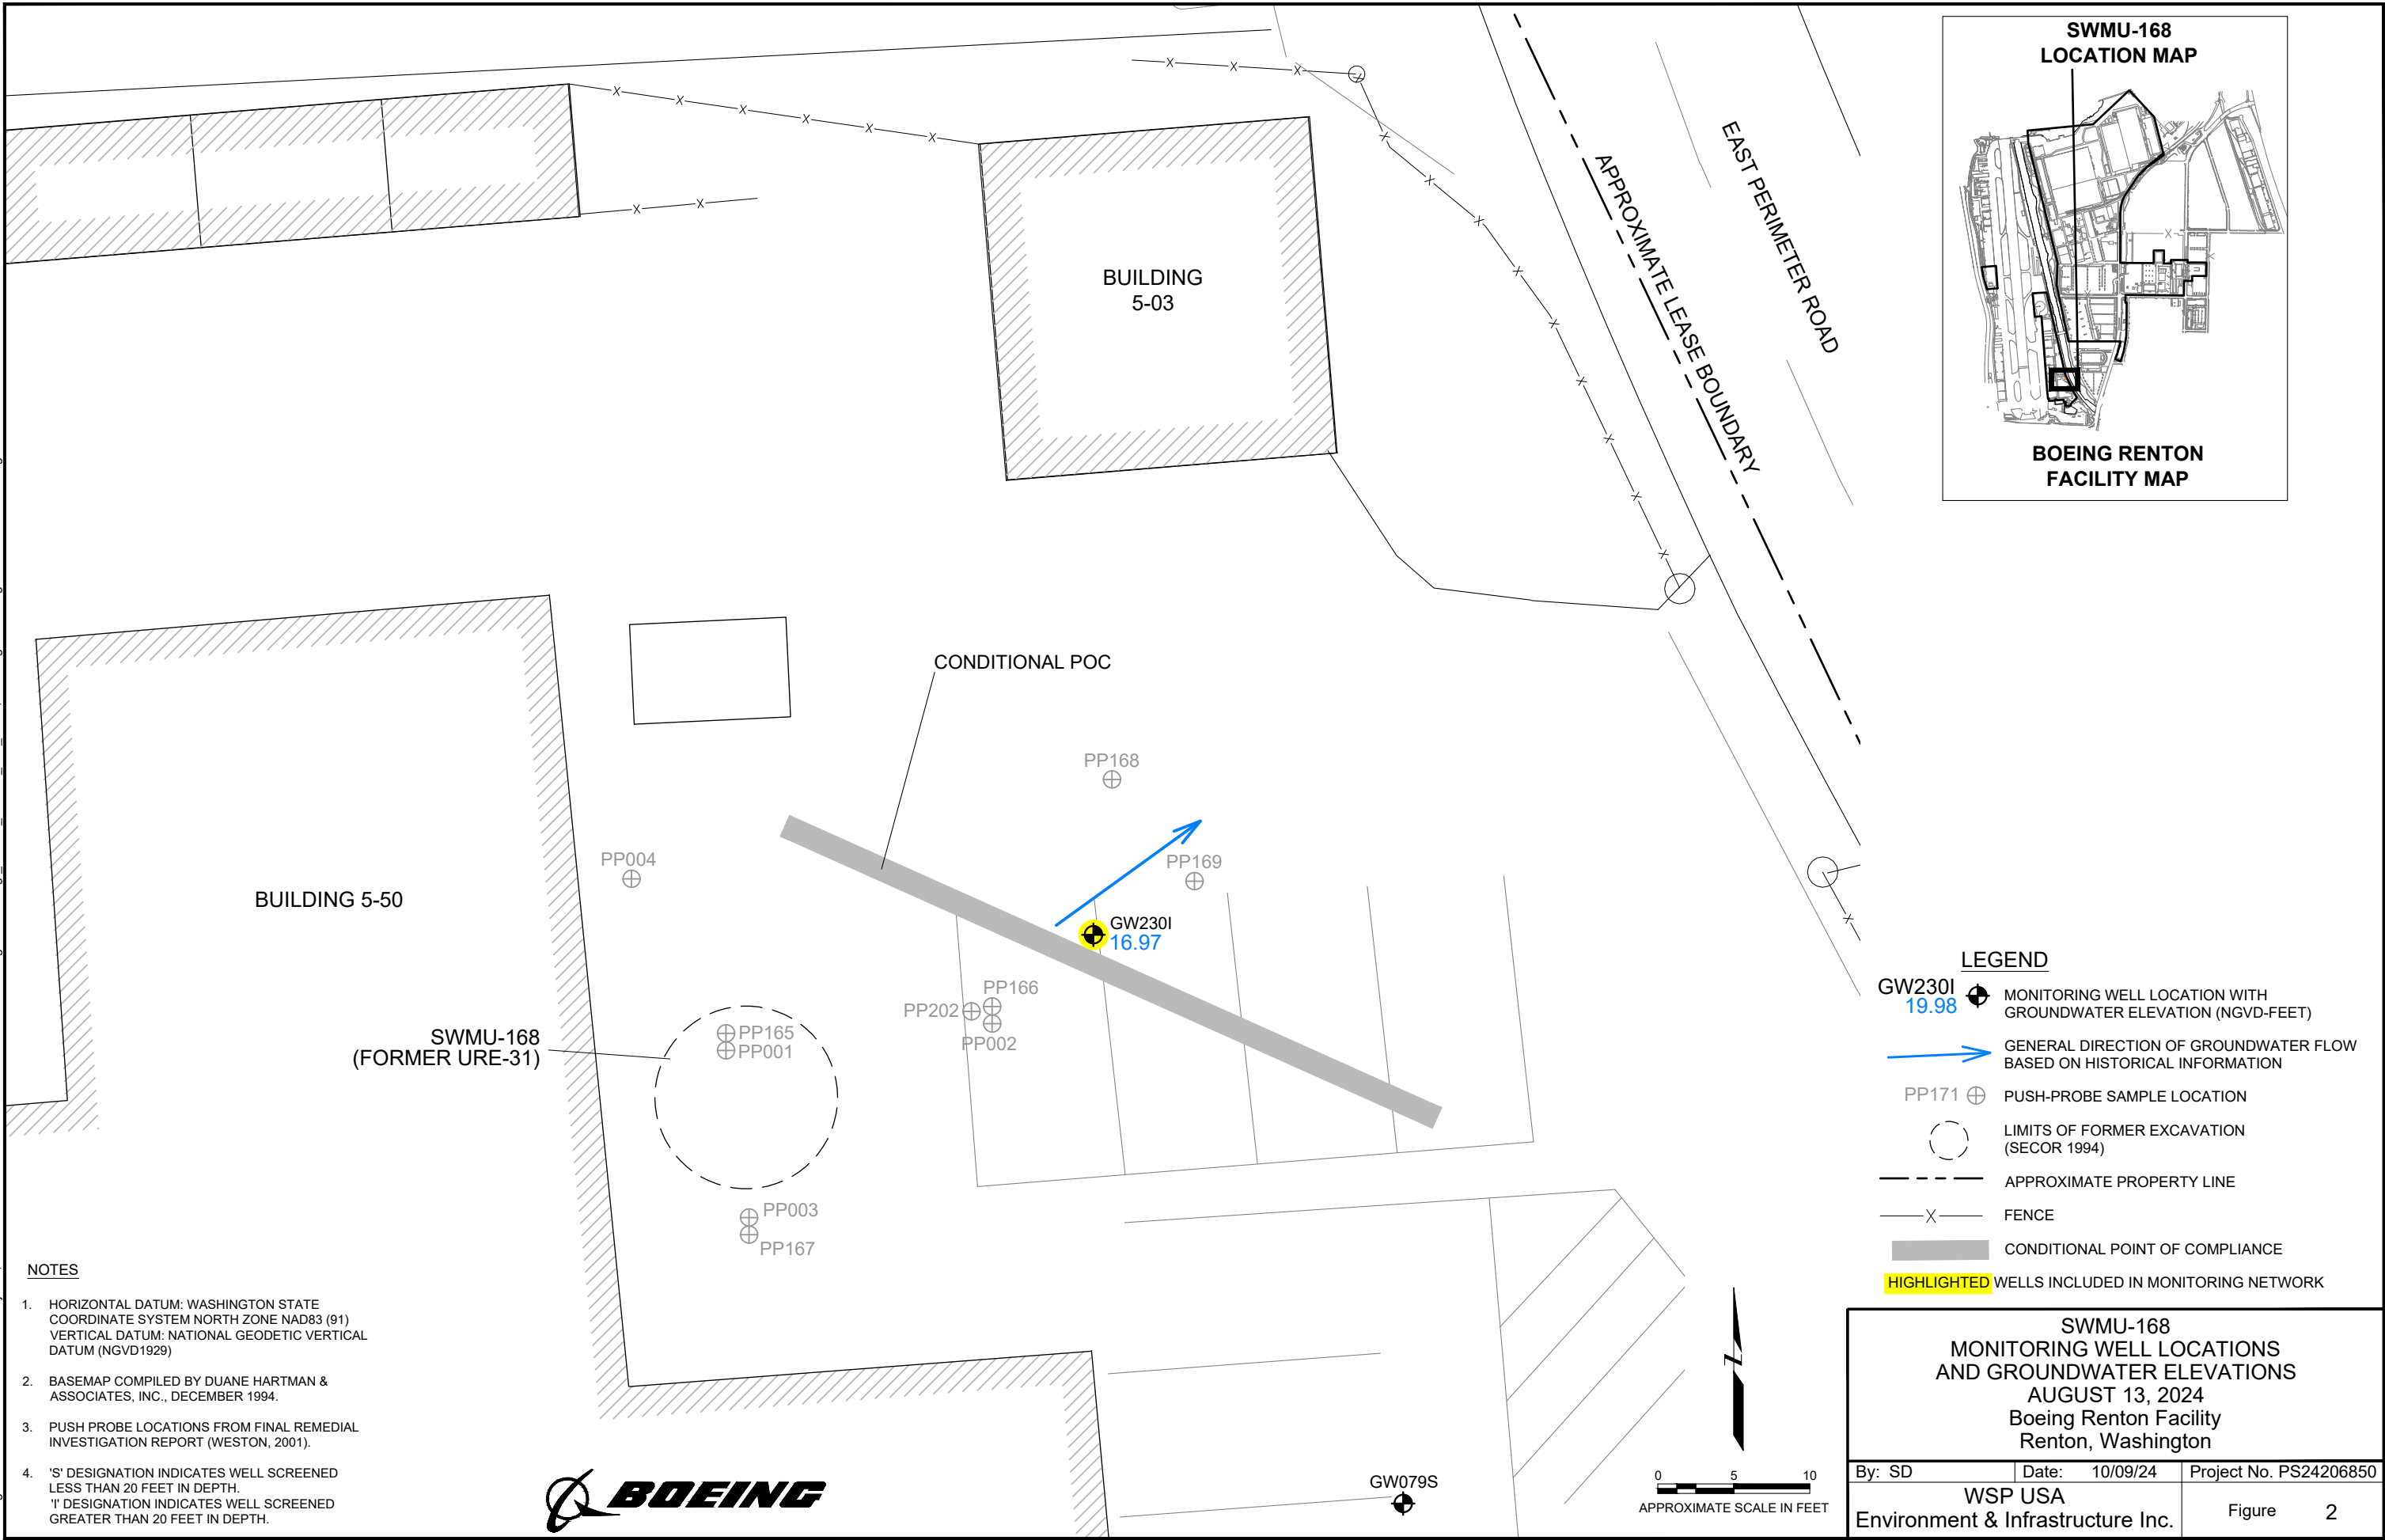 SWMU-168
LOCATION MAP
BOEING RENTON
FACILITY MAP
EAST PERIMETER ROAD
APPROXIMATE LEASE BOUNDARY
BUILDING
5-03
CONDITIONAL POC
PP168
PP004
PP169
BUILDING 5-50
GW230I
16.97
PP166
PP202
PP002
SWMU-168
(FORMER URE-31)
PP165
PP001
PP003
PP167
GW079S
LEGEND
GW230I
19.98
MONITORING WELL LOCATION WITH
GROUNDWATER ELEVATION (NGVD-FEET)
GENERAL DIRECTION OF GROUNDWATER FLOW
BASED ON HISTORICAL INFORMATION
PP171
PUSH-PROBE SAMPLE LOCATION
LIMITS OF FORMER EXCAVATION
(SECOR 1994)
APPROXIMATE PROPERTY LINE
X
FENCE
CONDITIONAL POINT OF COMPLIANCE
HIGHLIGHTED WELLS INCLUDED IN MONITORING NETWORK
NOTES
1. HORIZONTAL DATUM: WASHINGTON STATE
COORDINATE SYSTEM NORTH ZONE NAD83 (91)
VERTICAL DATUM: NATIONAL GEODETIC VERTICAL
DATUM (NGVD1929)
2. BASEMAP COMPILED BY DUANE HARTMAN &
ASSOCIATES, INC., DECEMBER 1994.
3. PUSH PROBE LOCATIONS FROM FINAL REMEDIAL
INVESTIGATION REPORT (WESTON, 2001).
4. 'S' DESIGNATION INDICATES WELL SCREENED
LESS THAN 20 FEET IN DEPTH.
'I' DESIGNATION INDICATES WELL SCREENED
GREATER THAN 20 FEET IN DEPTH.
BOEING
N
0 5 10
APPROXIMATE SCALE IN FEET
SWMU-168
MONITORING WELL LOCATIONS
AND GROUNDWATER ELEVATIONS
AUGUST 13, 2024
Boeing Renton Facility
Renton, Washington
By: SD Date: 10/09/24 Project No. PS24206850
WSP USA
Environment & Infrastructure Inc.
Figure 2